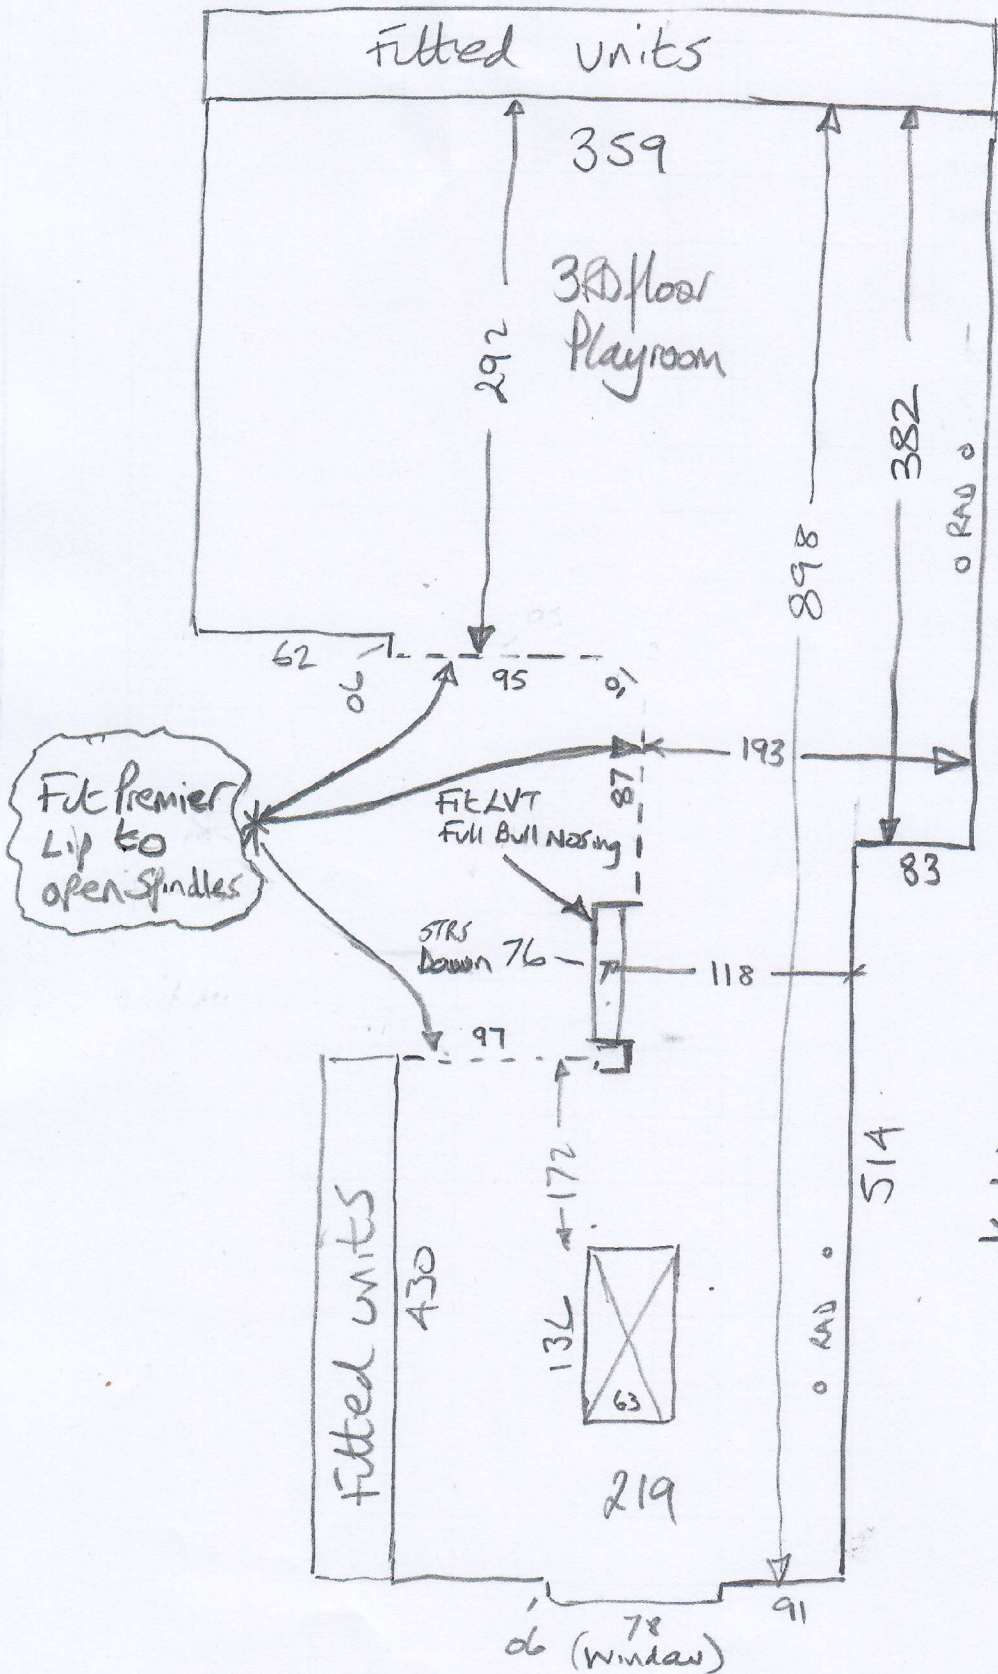 Fitted units
359
3RD floor
Playroom
292
898
382
o RAD o
62
06
95
193
87
Fit Premier
Lip to
open Spindles
Fit LVT
Full Bull Nosing
83
STRS
Down 76
118
97
172
514
Fitted units
430
132
63
o RAD o
219
06
78
(window)
91